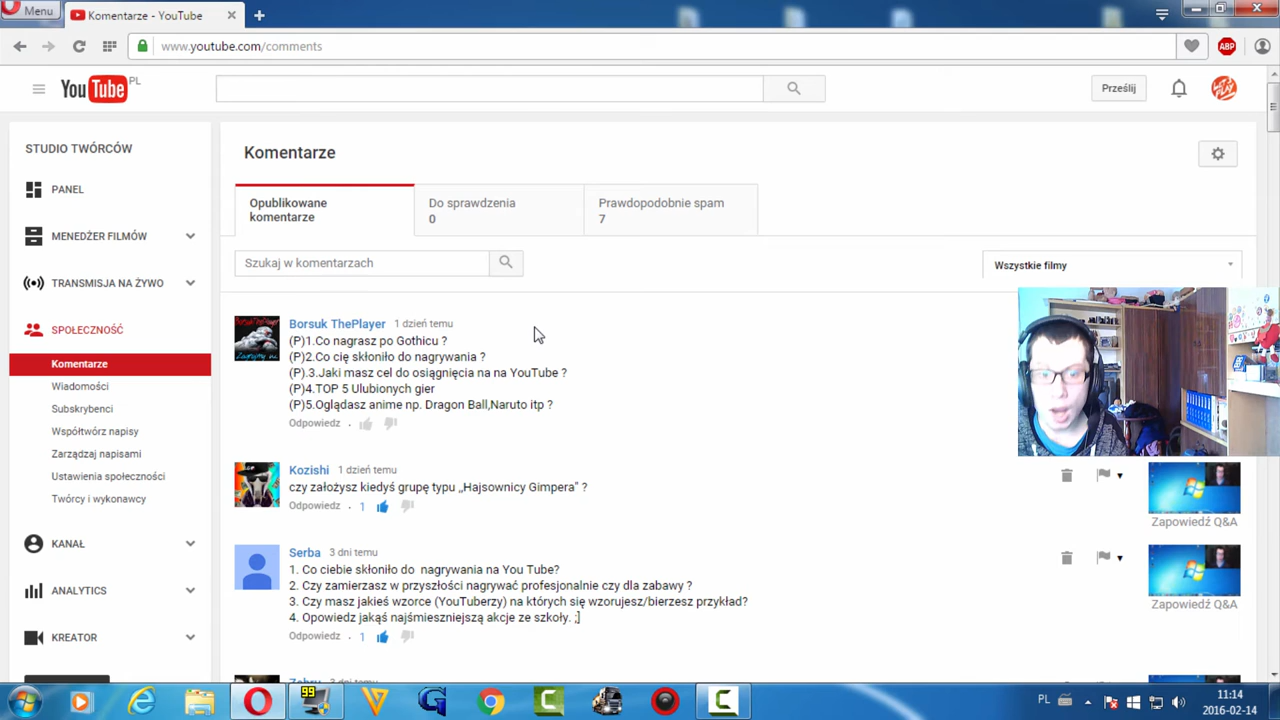 Menu
Komentarze - YouTube
www.youtube.com/comments
ABP
YouTube PL
Prześlij
LET'S PLAY
STUDIO TWÓRCÓW
PANEL
MENEDŻER FILMÓW
TRANSMISJA NA ŻYWO
SPOŁECZNOŚĆ
Komentarze
Wiadomości
Subskrybenci
Współtwórz napisy
Zarządzaj napisami
Ustawienia społeczności
Twórcy i wykonawcy
KANAŁ
ANALYTICS
KREATOR
Komentarze
Opublikowane komentarze
Do sprawdzenia
0
Prawdopodobnie spam
7
Szukaj w komentarzach
Wszystkie filmy
Borsuk ThePlayer 1 dzień temu
(P)1.Co nagrasz po Gothicu ?
(P)2.Co cię skłoniło do nagrywania ?
(P).3.Jaki masz cel do osiągnięcia na na YouTube ?
(P)4.TOP 5 Ulubionych gier
(P)5.Oglądasz anime np. Dragon Ball,Naruto itp ?
Odpowiedz .
Kozishi 1 dzień temu
czy założysz kiedyś grupę typu ,,Hajsownicy Gimpera" ?
Odpowiedz . 1
Zapowiedź Q&A
Serba 3 dni temu
1. Co ciebie skłoniło do nagrywania na You Tube?
2. Czy zamierzasz w przyszłości nagrywać profesjonalnie czy dla zabawy ?
3. Czy masz jakieś wzorce (YouTuberzy) na których się wzorujesz/bierzesz przykład?
4. Opowiedz jakąś najśmieszniejszą akcje ze szkoły. ;]
Odpowiedz . 1
Zapowiedź Q&A
3 dni temu
99
PL
11:14
2016-02-14